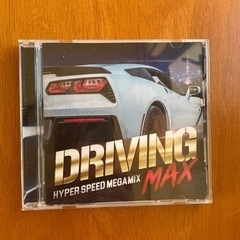 DRIVING
MAX
HYPER SPEED MEGAMIX